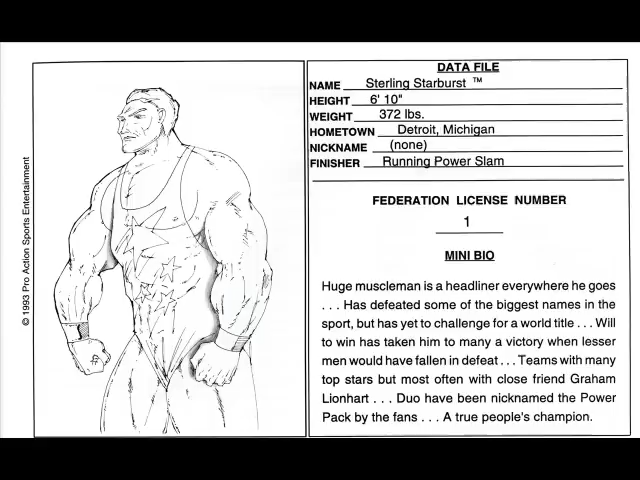 © 1993 Pro Action Sports Entertainment
DATA FILE
NAME Sterling Starburst ™
HEIGHT 6' 10"
WEIGHT 372 lbs.
HOMETOWN Detroit, Michigan
NICKNAME (none)
FINISHER Running Power Slam
FEDERATION LICENSE NUMBER
1
MINI BIO
Huge muscleman is a headliner everywhere he goes
. . . Has defeated some of the biggest names in the
sport, but has yet to challenge for a world title . . . Will
to win has taken him to many a victory when lesser
men would have fallen in defeat . . . Teams with many
top stars but most often with close friend Graham
Lionhart . . . Duo have been nicknamed the Power
Pack by the fans . . . A true people's champion.